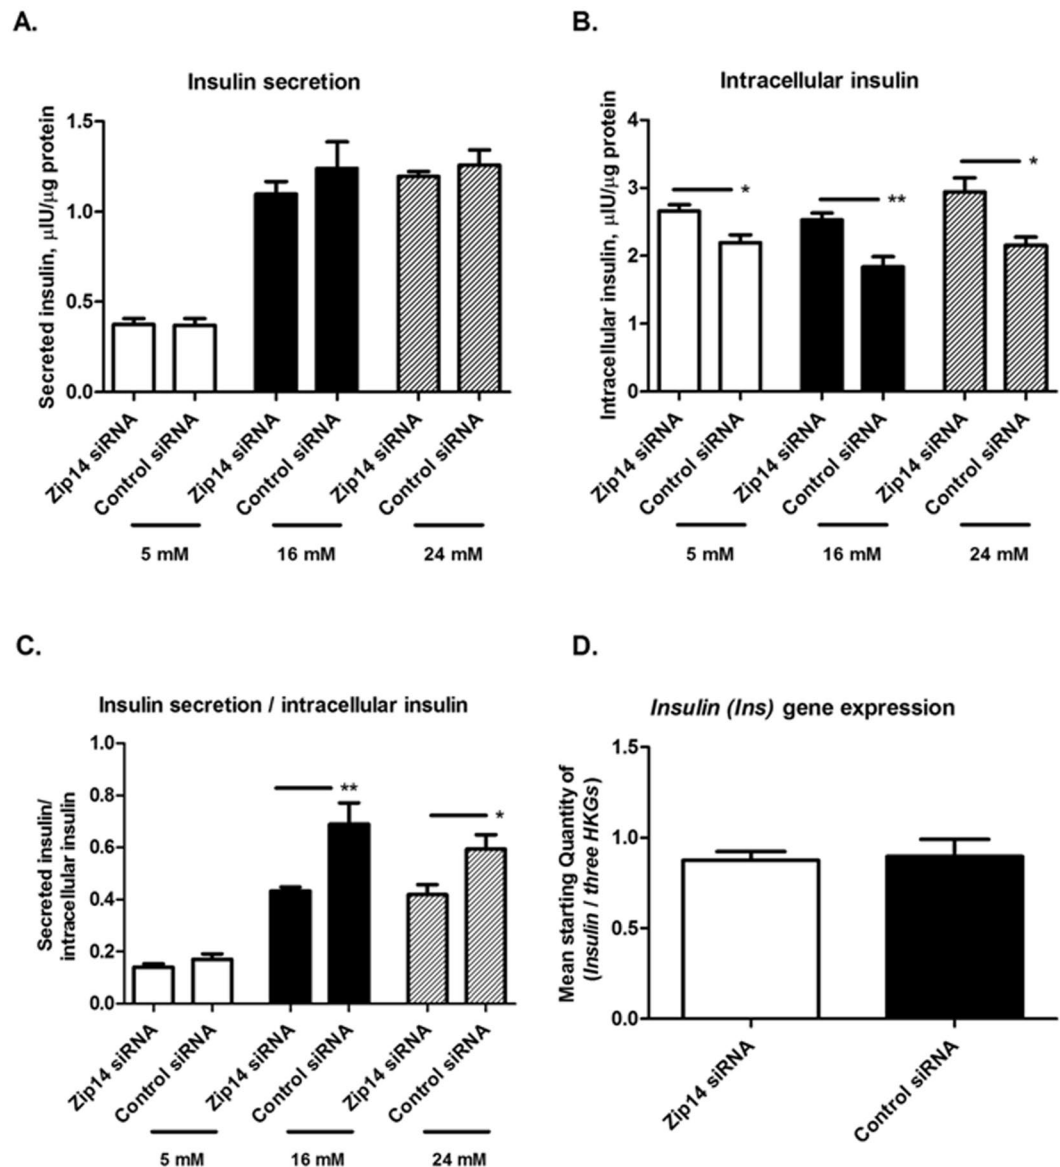 A.
Insulin secretion
Secreted insulin, µIU/µg protein
1.5
1.0
0.5
0.0
Zip14 siRNA
Control siRNA
Zip14 siRNA
Control siRNA
Zip14 siRNA
Control siRNA
5 mM
16 mM
24 mM
B.
Intracellular insulin
Intracellular insulin, µIU/µg protein
4
3
2
1
0
*
**
*
Zip14 siRNA
Control siRNA
Zip14 siRNA
Control siRNA
Zip14 siRNA
Control siRNA
5 mM
16 mM
24 mM
C.
Insulin secretion / intracellular insulin
Secreted insulin/
intracellular insulin
1.0
0.8
0.6
0.4
0.2
0.0
**
*
Zip14 siRNA
Control siRNA
Zip14 siRNA
Control siRNA
Zip14 siRNA
Control siRNA
5 mM
16 mM
24 mM
D.
Insulin (Ins) gene expression
Mean starting Quantity of
(Insulin / three HKGs)
1.5
1.0
0.5
0.0
Zip14 siRNA
Control siRNA